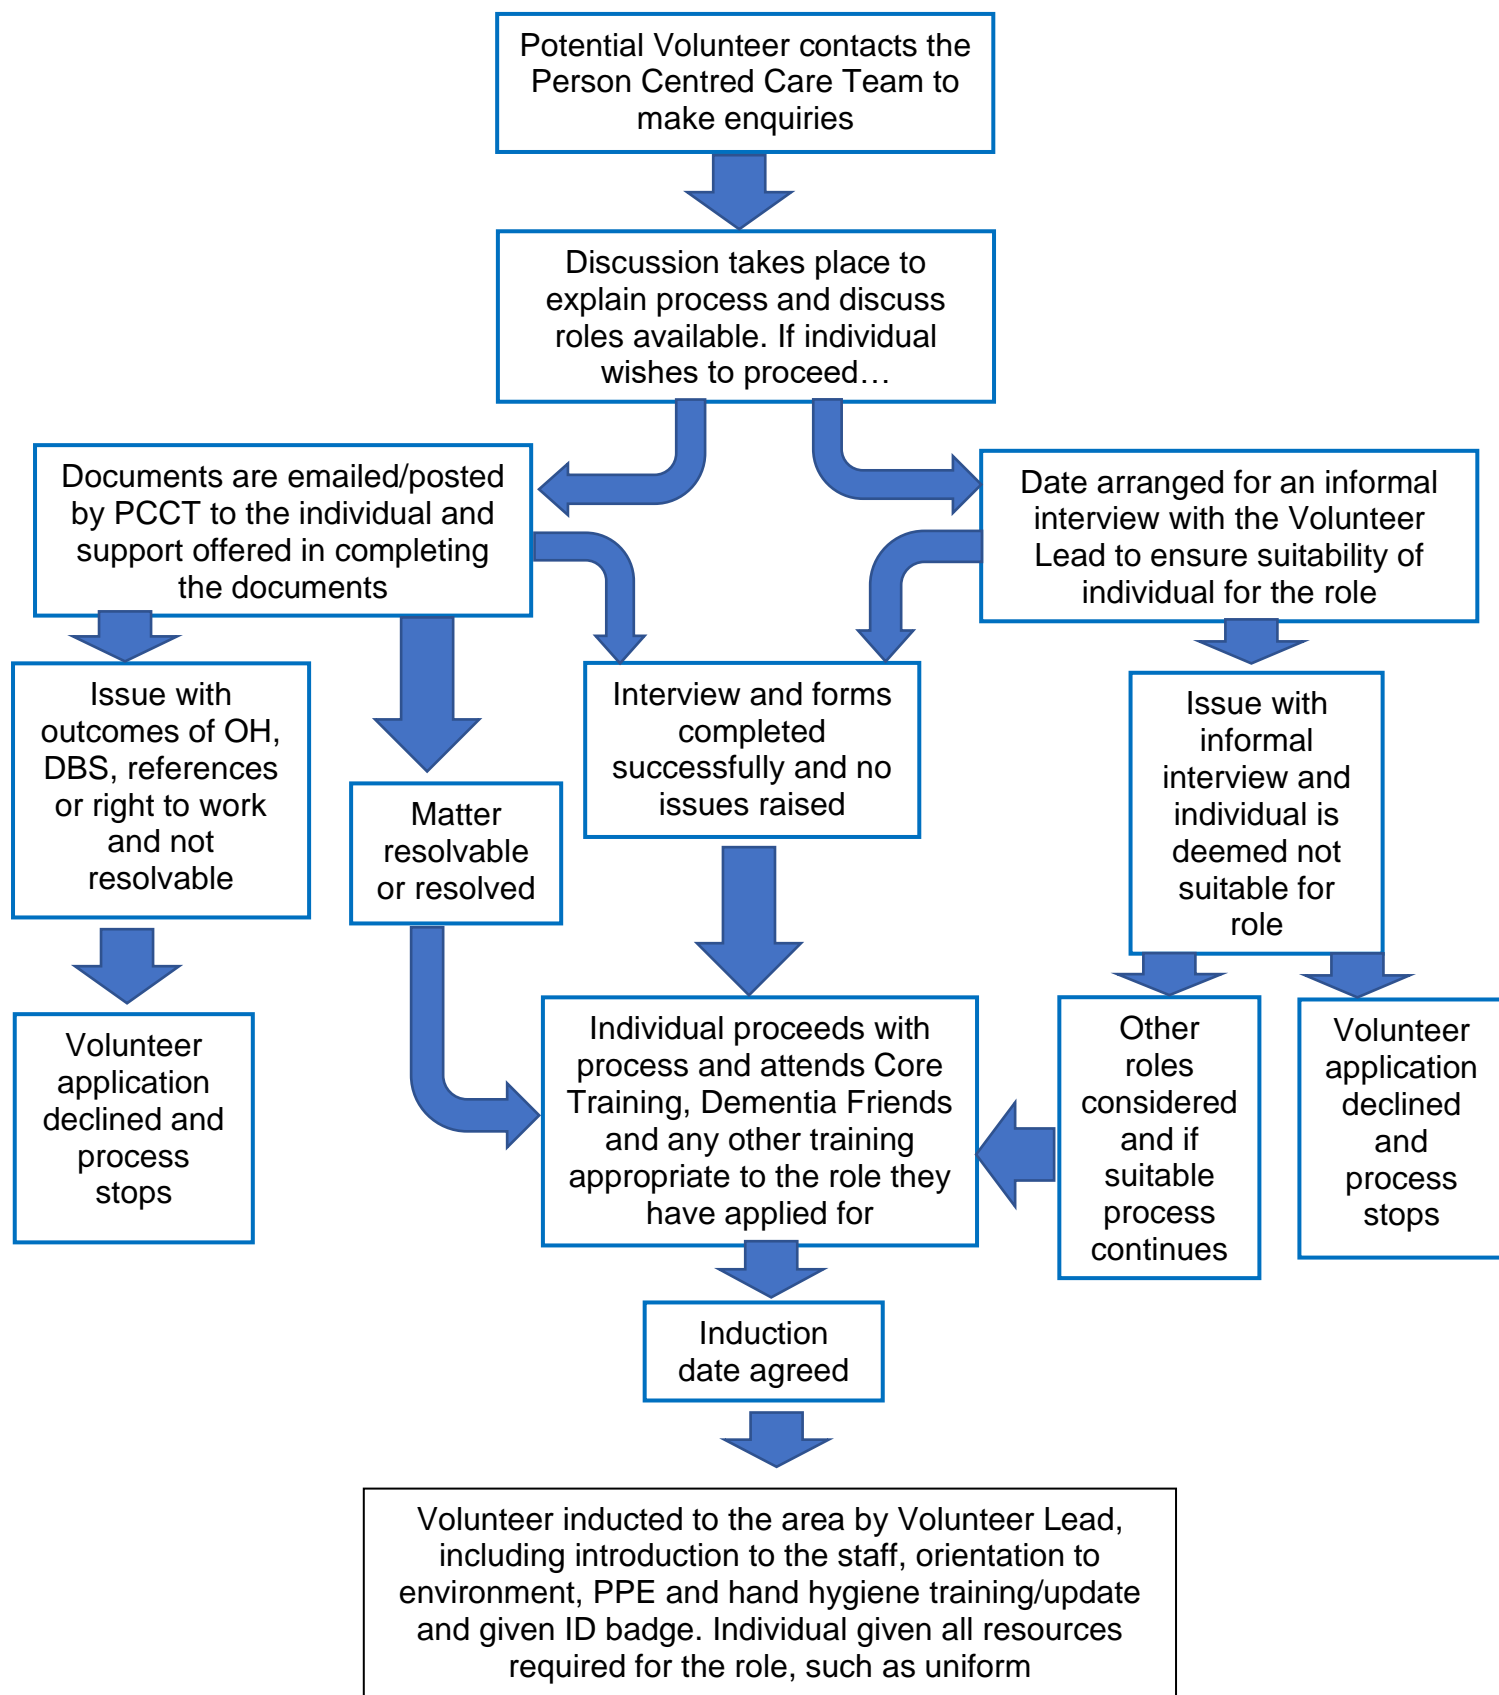 Potential Volunteer contacts the
Person Centred Care Team to
make enquiries
Discussion takes place to
explain process and discuss
roles available. If individual
wishes to proceed…
Documents are emailed/posted
by PCCT to the individual and
support offered in completing
the documents
Date arranged for an informal
interview with the Volunteer
Lead to ensure suitability of
individual for the role
Issue with
outcomes of OH,
DBS, references
or right to work
and not
resolvable
Matter
resolvable
or resolved
Interview and forms
completed
successfully and no
issues raised
Issue with
informal
interview and
individual is
deemed not
suitable for
role
Volunteer
application
declined and
process
stops
Individual proceeds with
process and attends Core
Training, Dementia Friends
and any other training
appropriate to the role they
have applied for
Other
roles
considered
and if
suitable
process
continues
Volunteer
application
declined
and
process
stops
Induction
date agreed
Volunteer inducted to the area by Volunteer Lead,
including introduction to the staff, orientation to
environment, PPE and hand hygiene training/update
and given ID badge. Individual given all resources
required for the role, such as uniform